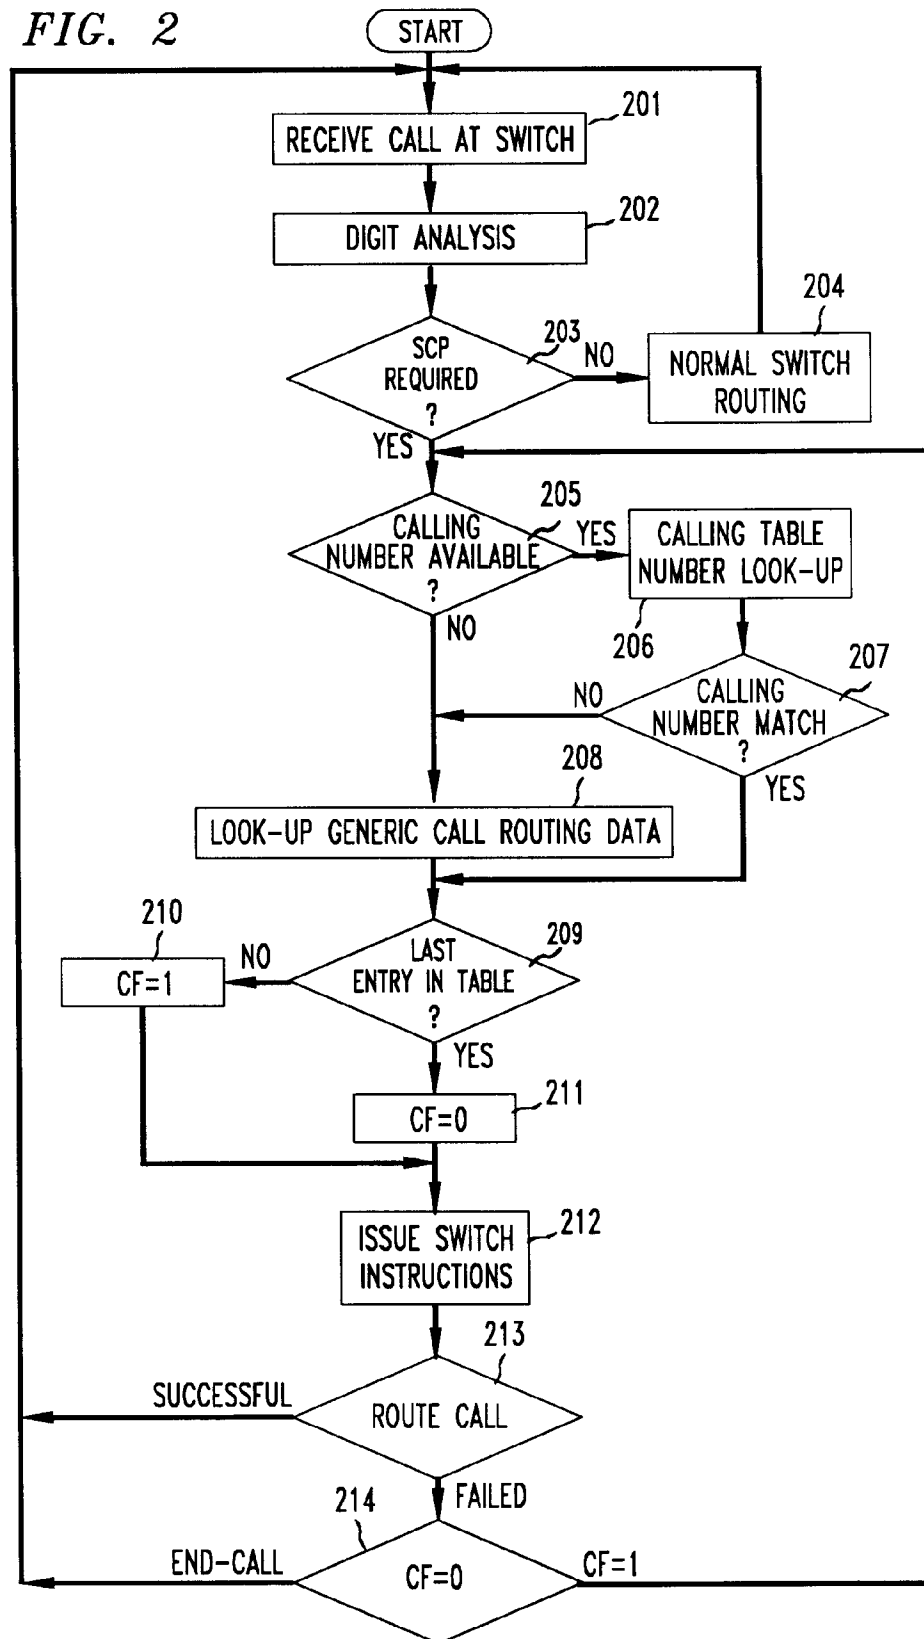 FIG. 2
START
201
RECEIVE CALL AT SWITCH
202
DIGIT ANALYSIS
203
SCP
REQUIRED
?
NO
204
NORMAL SWITCH
ROUTING
YES
205
CALLING
NUMBER AVAILABLE
?
YES
CALLING TABLE
NUMBER LOOK-UP
206
NO
207
CALLING
NUMBER MATCH
?
NO
YES
208
LOOK-UP GENERIC CALL ROUTING DATA
209
LAST
ENTRY IN TABLE
?
NO
210
CF=1
YES
211
CF=0
212
ISSUE SWITCH
INSTRUCTIONS
213
ROUTE CALL
SUCCESSFUL
FAILED
214
CF=0
END-CALL
CF=1